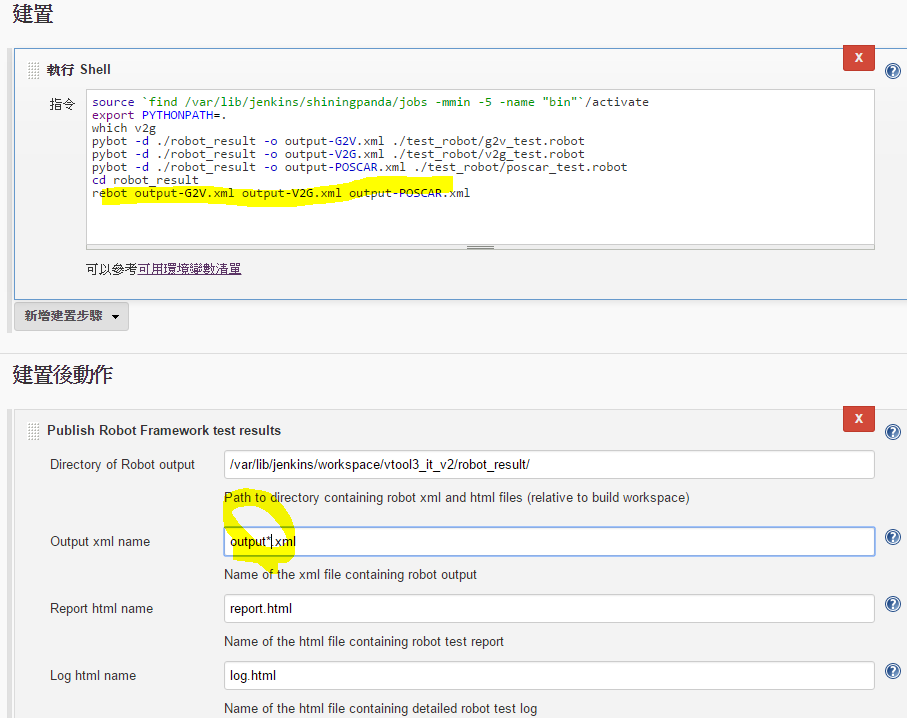 建置
執行 Shell
X
指令
source `find /var/lib/jenkins/shiningpanda/jobs -mmin -5 -name "bin"`/activate
export PYTHONPATH=.
which v2g
pybot -d ./robot_result -o output-G2V.xml ./test_robot/g2v_test.robot
pybot -d ./robot_result -o output-V2G.xml ./test_robot/v2g_test.robot
pybot -d ./robot_result -o output-POSCAR.xml ./test_robot/poscar_test.robot
cd robot_result
rebot output-G2V.xml output-V2G.xml output-POSCAR.xml
可以參考可用環境變數清單
新增建置步驟
建置後動作
Publish Robot Framework test results
X
Directory of Robot output
/var/lib/jenkins/workspace/vtool3_it_v2/robot_result/
Path to directory containing robot xml and html files (relative to build workspace)
Output xml name
output*.xml
Name of the xml file containing robot output
Report html name
report.html
Name of the html file containing robot test report
Log html name
log.html
Name of the html file containing detailed robot test log